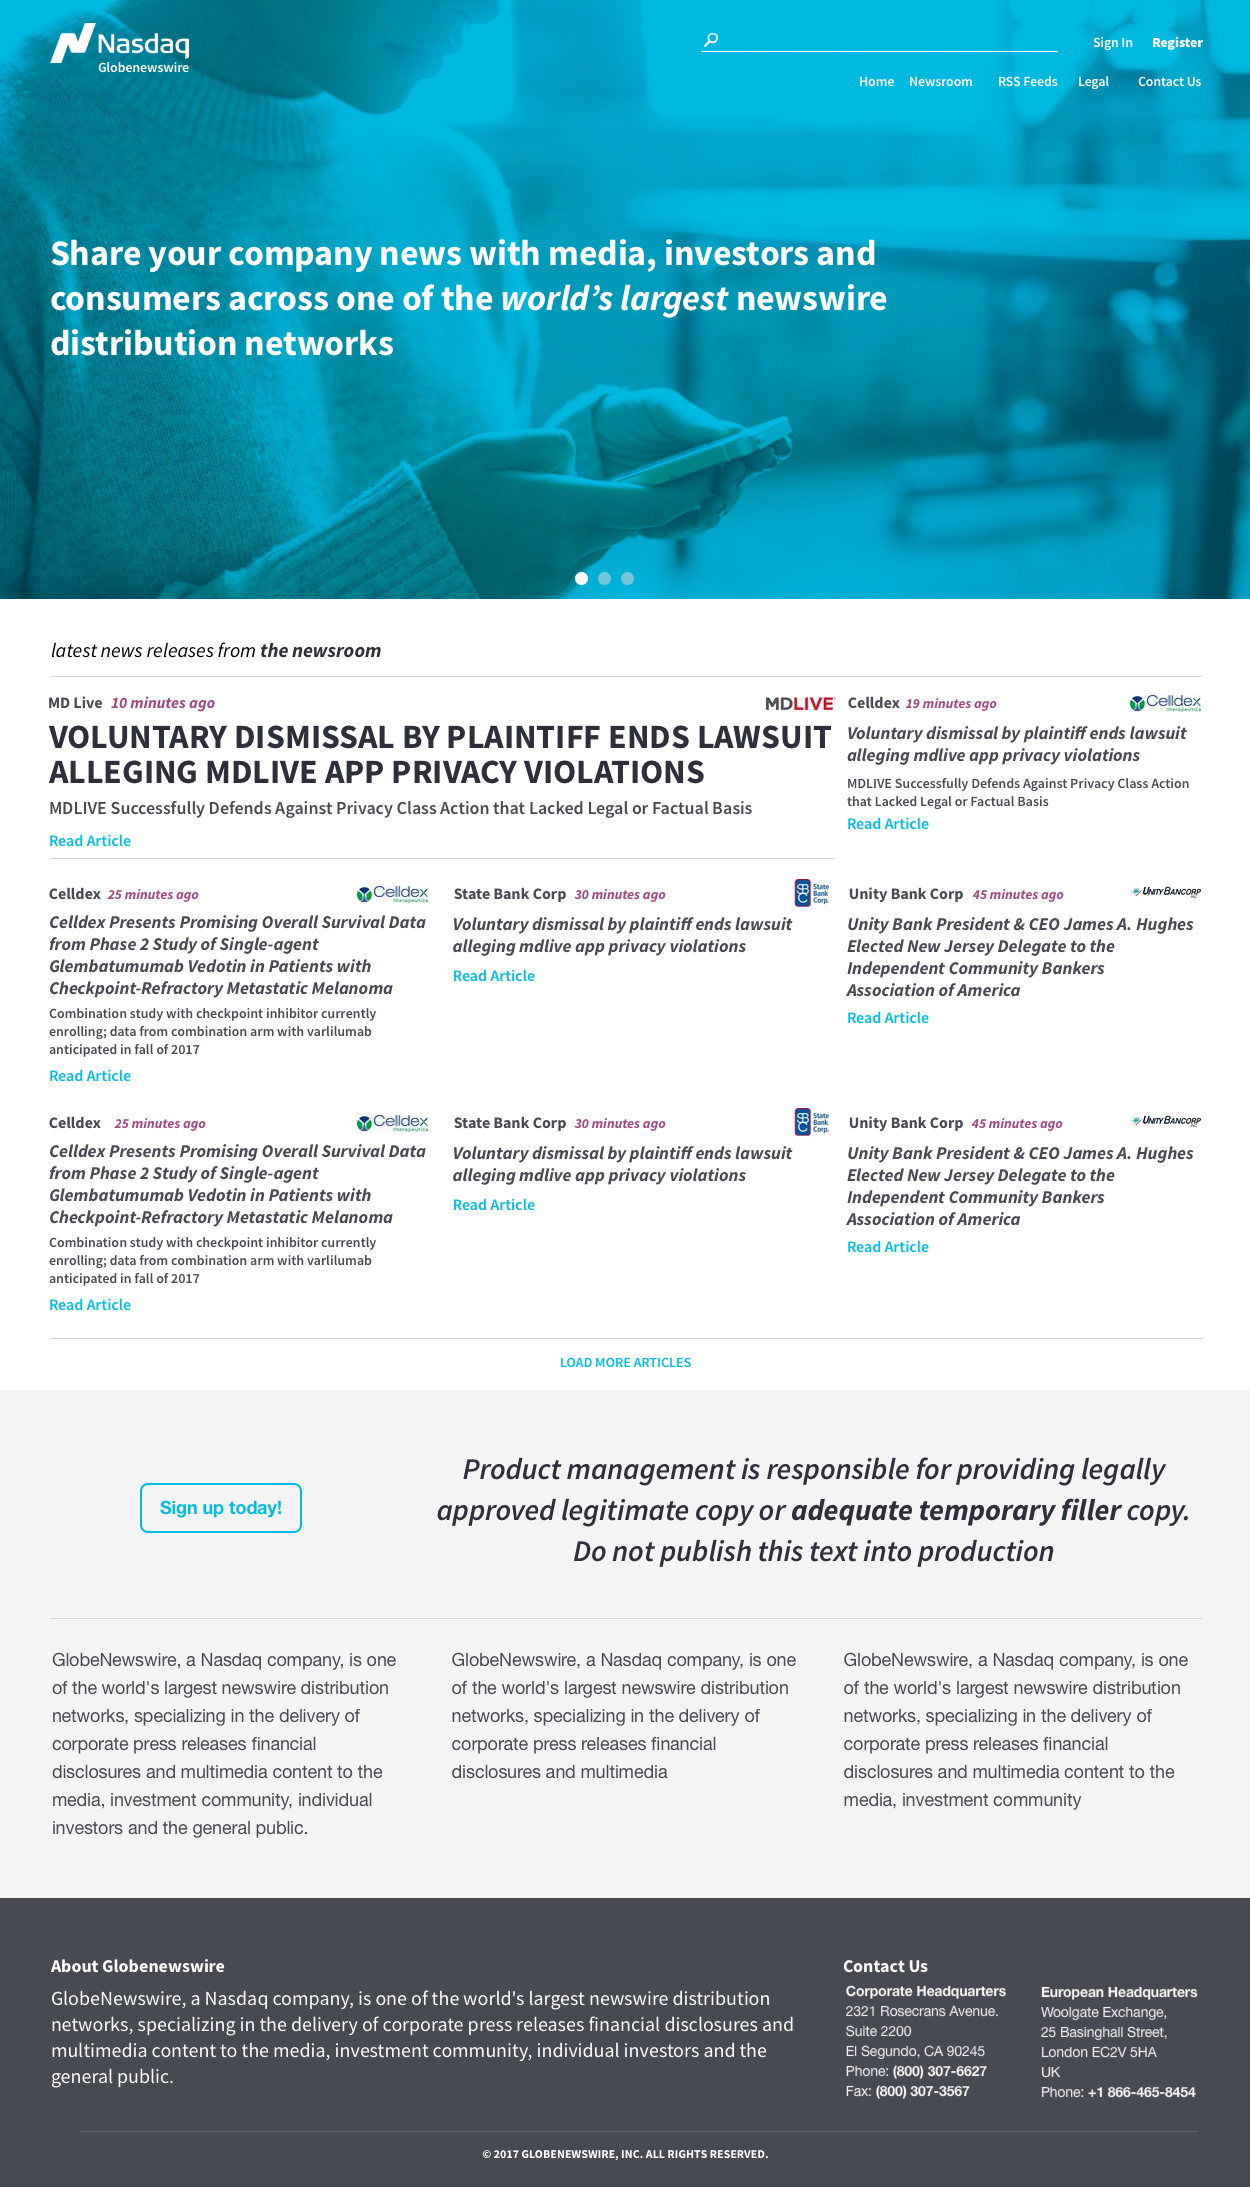 Nasdaq
Globenewswire
Sign In Register
Home Newsroom RSS Feeds Legal Contact Us
Share your company news with media, investors and
consumers across one of the world’s largest newswire
distribution networks
latest news releases from the newsroom
MD Live 10 minutes ago
MDLIVE
VOLUNTARY DISMISSAL BY PLAINTIFF ENDS LAWSUIT
ALLEGING MDLIVE APP PRIVACY VIOLATIONS
MDLIVE Successfully Defends Against Privacy Class Action that Lacked Legal or Factual Basis
Read Article
Celldex 19 minutes ago
Celldex
therapeutics
Voluntary dismissal by plaintiff ends lawsuit
alleging mdlive app privacy violations
MDLIVE Successfully Defends Against Privacy Class Action
that Lacked Legal or Factual Basis
Read Article
Celldex 25 minutes ago
Celldex
therapeutics
Celldex Presents Promising Overall Survival Data
from Phase 2 Study of Single-agent
Glembatumumab Vedotin in Patients with
Checkpoint-Refractory Metastatic Melanoma
Combination study with checkpoint inhibitor currently
enrolling; data from combination arm with varlilumab
anticipated in fall of 2017
Read Article
State Bank Corp 30 minutes ago
SBC
State
Bank
Corp.
Voluntary dismissal by plaintiff ends lawsuit
alleging mdlive app privacy violations
Read Article
Unity Bank Corp 45 minutes ago
UNITY BANCORP
Unity Bank President & CEO James A. Hughes
Elected New Jersey Delegate to the
Independent Community Bankers
Association of America
Read Article
Celldex 25 minutes ago
Celldex
therapeutics
Celldex Presents Promising Overall Survival Data
from Phase 2 Study of Single-agent
Glembatumumab Vedotin in Patients with
Checkpoint-Refractory Metastatic Melanoma
Combination study with checkpoint inhibitor currently
enrolling; data from combination arm with varlilumab
anticipated in fall of 2017
Read Article
State Bank Corp 30 minutes ago
SBC
State
Bank
Corp.
Voluntary dismissal by plaintiff ends lawsuit
alleging mdlive app privacy violations
Read Article
Unity Bank Corp 45 minutes ago
UNITY BANCORP
Unity Bank President & CEO James A. Hughes
Elected New Jersey Delegate to the
Independent Community Bankers
Association of America
Read Article
LOAD MORE ARTICLES
Sign up today!
Product management is responsible for providing legally
approved legitimate copy or adequate temporary filler copy.
Do not publish this text into production
GlobeNewswire, a Nasdaq company, is one
of the world's largest newswire distribution
networks, specializing in the delivery of
corporate press releases financial
disclosures and multimedia content to the
media, investment community, individual
investors and the general public.
GlobeNewswire, a Nasdaq company, is one
of the world's largest newswire distribution
networks, specializing in the delivery of
corporate press releases financial
disclosures and multimedia
GlobeNewswire, a Nasdaq company, is one
of the world's largest newswire distribution
networks, specializing in the delivery of
corporate press releases financial
disclosures and multimedia content to the
media, investment community
About Globenewswire
GlobeNewswire, a Nasdaq company, is one of the world's largest newswire distribution
networks, specializing in the delivery of corporate press releases financial disclosures and
multimedia content to the media, investment community, individual investors and the
general public.
Contact Us
Corporate Headquarters
2321 Rosecrans Avenue.
Suite 2200
El Segundo, CA 90245
Phone: (800) 307-6627
Fax: (800) 307-3567
European Headquarters
Woolgate Exchange,
25 Basinghall Street,
London EC2V 5HA
UK
Phone: +1 866-465-8454
© 2017 GLOBENEWSWIRE, INC. ALL RIGHTS RESERVED.